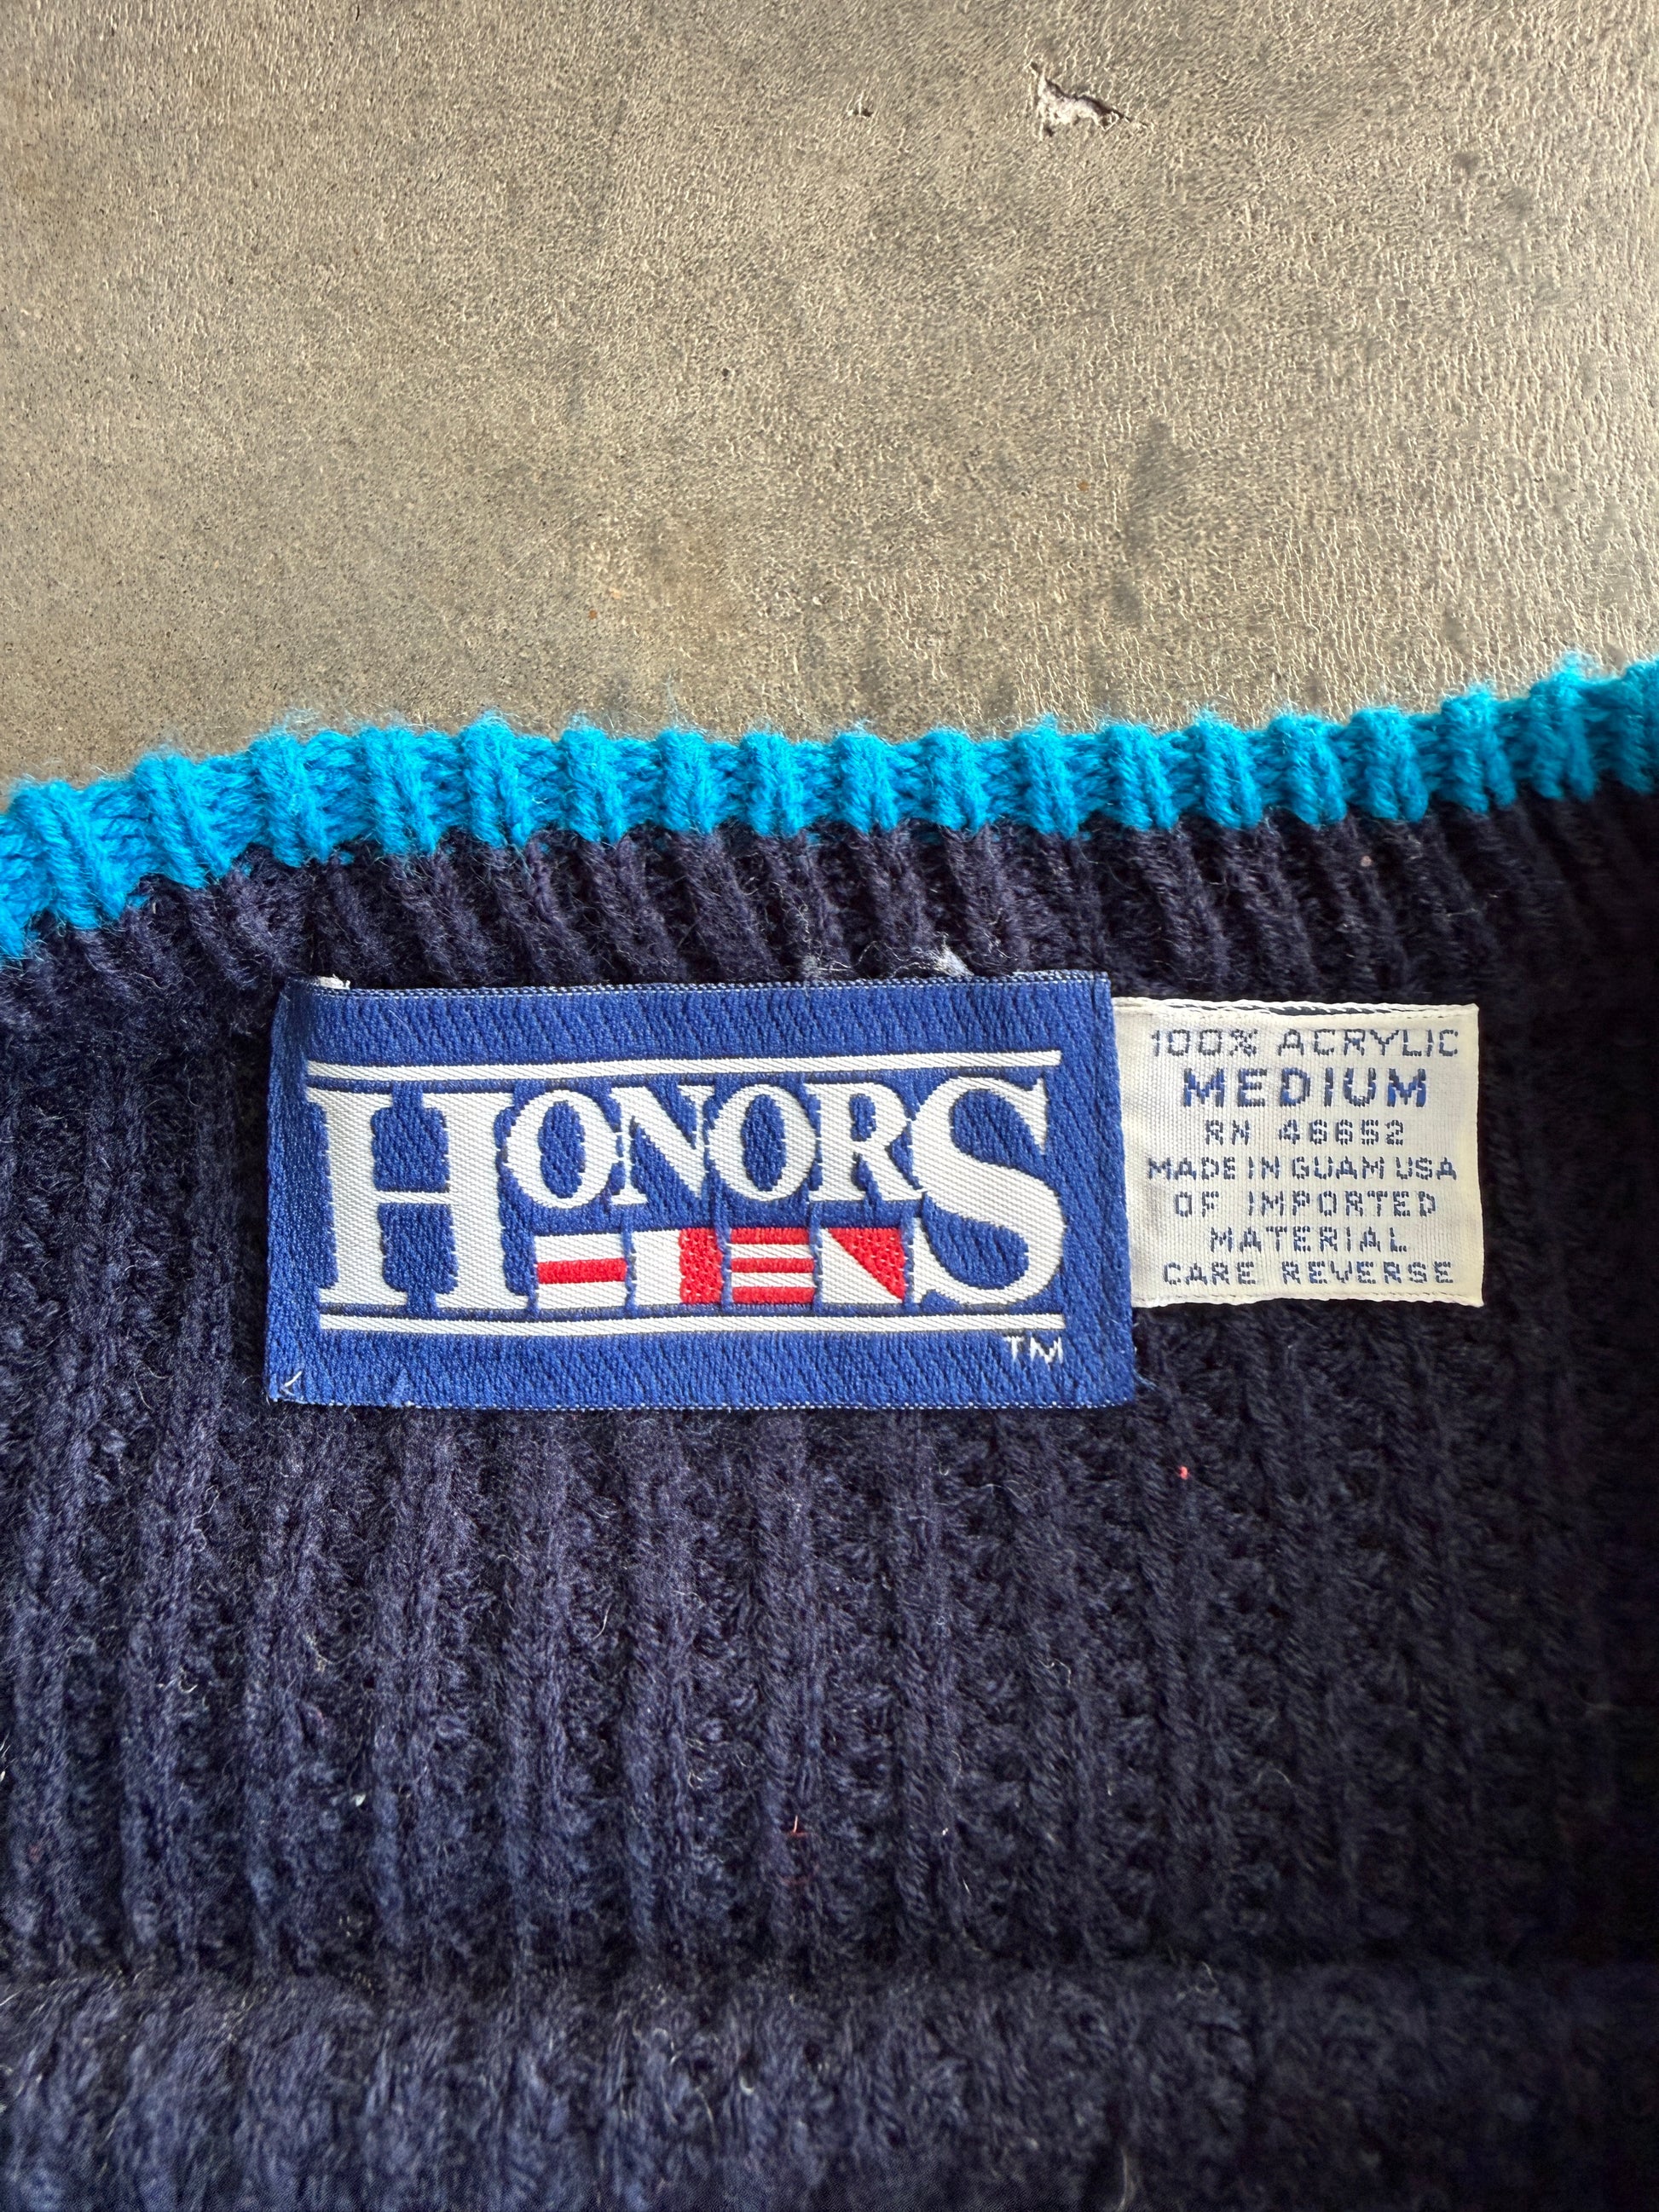 HONORS
TM
100% ACRYLIC
MEDIUM
RN 46652
MADE IN GUAM USA
OF IMPORTED
MATERIAL
CARE REVERSE